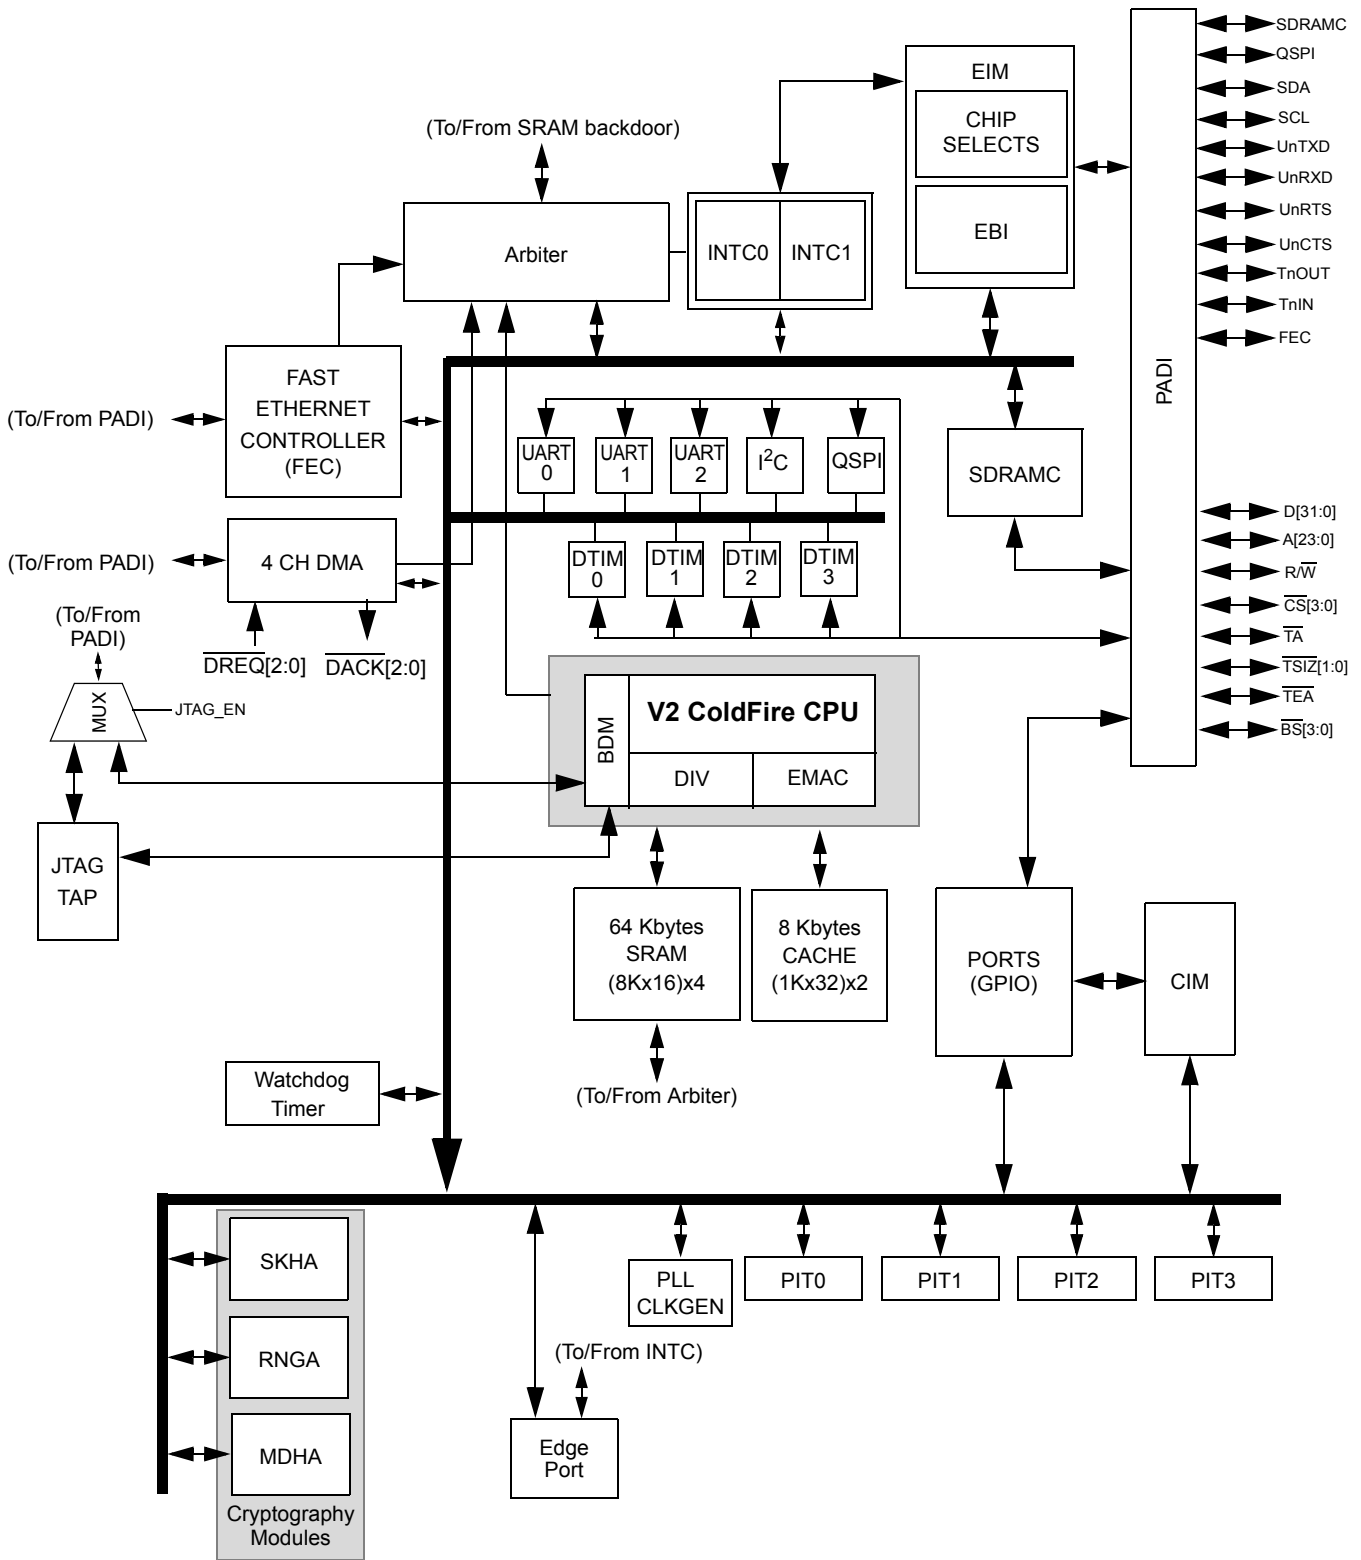 SDRAMC
QSPI
SDA
SCL
UnTXD
UnRXD
UnRTS
UnCTS
TnOUT
TnIN
FEC
PADI
D[31:0]
A[23:0]
R/W
CS[3:0]
TA
TSIZ[1:0]
TEA
BS[3:0]
EIM
CHIP
SELECTS
EBI
(To/From SRAM backdoor)
Arbiter
INTC0
INTC1
FAST
ETHERNET
CONTROLLER
(FEC)
(To/From PADI)
UART
0
UART
1
UART
2
I²C
QSPI
SDRAMC
4 CH DMA
(To/From PADI)
DTIM
0
DTIM
1
DTIM
2
DTIM
3
(To/From
PADI)
DREQ[2:0]
DACK[2:0]
MUX
JTAG_EN
BDM
V2 ColdFire CPU
DIV
EMAC
JTAG
TAP
64 Kbytes
SRAM
(8Kx16)x4
8 Kbytes
CACHE
(1Kx32)x2
PORTS
(GPIO)
CIM
Watchdog
Timer
(To/From Arbiter)
SKHA
RNGA
MDHA
Cryptography
Modules
PLL
CLKGEN
PIT0
PIT1
PIT2
PIT3
(To/From INTC)
Edge
Port